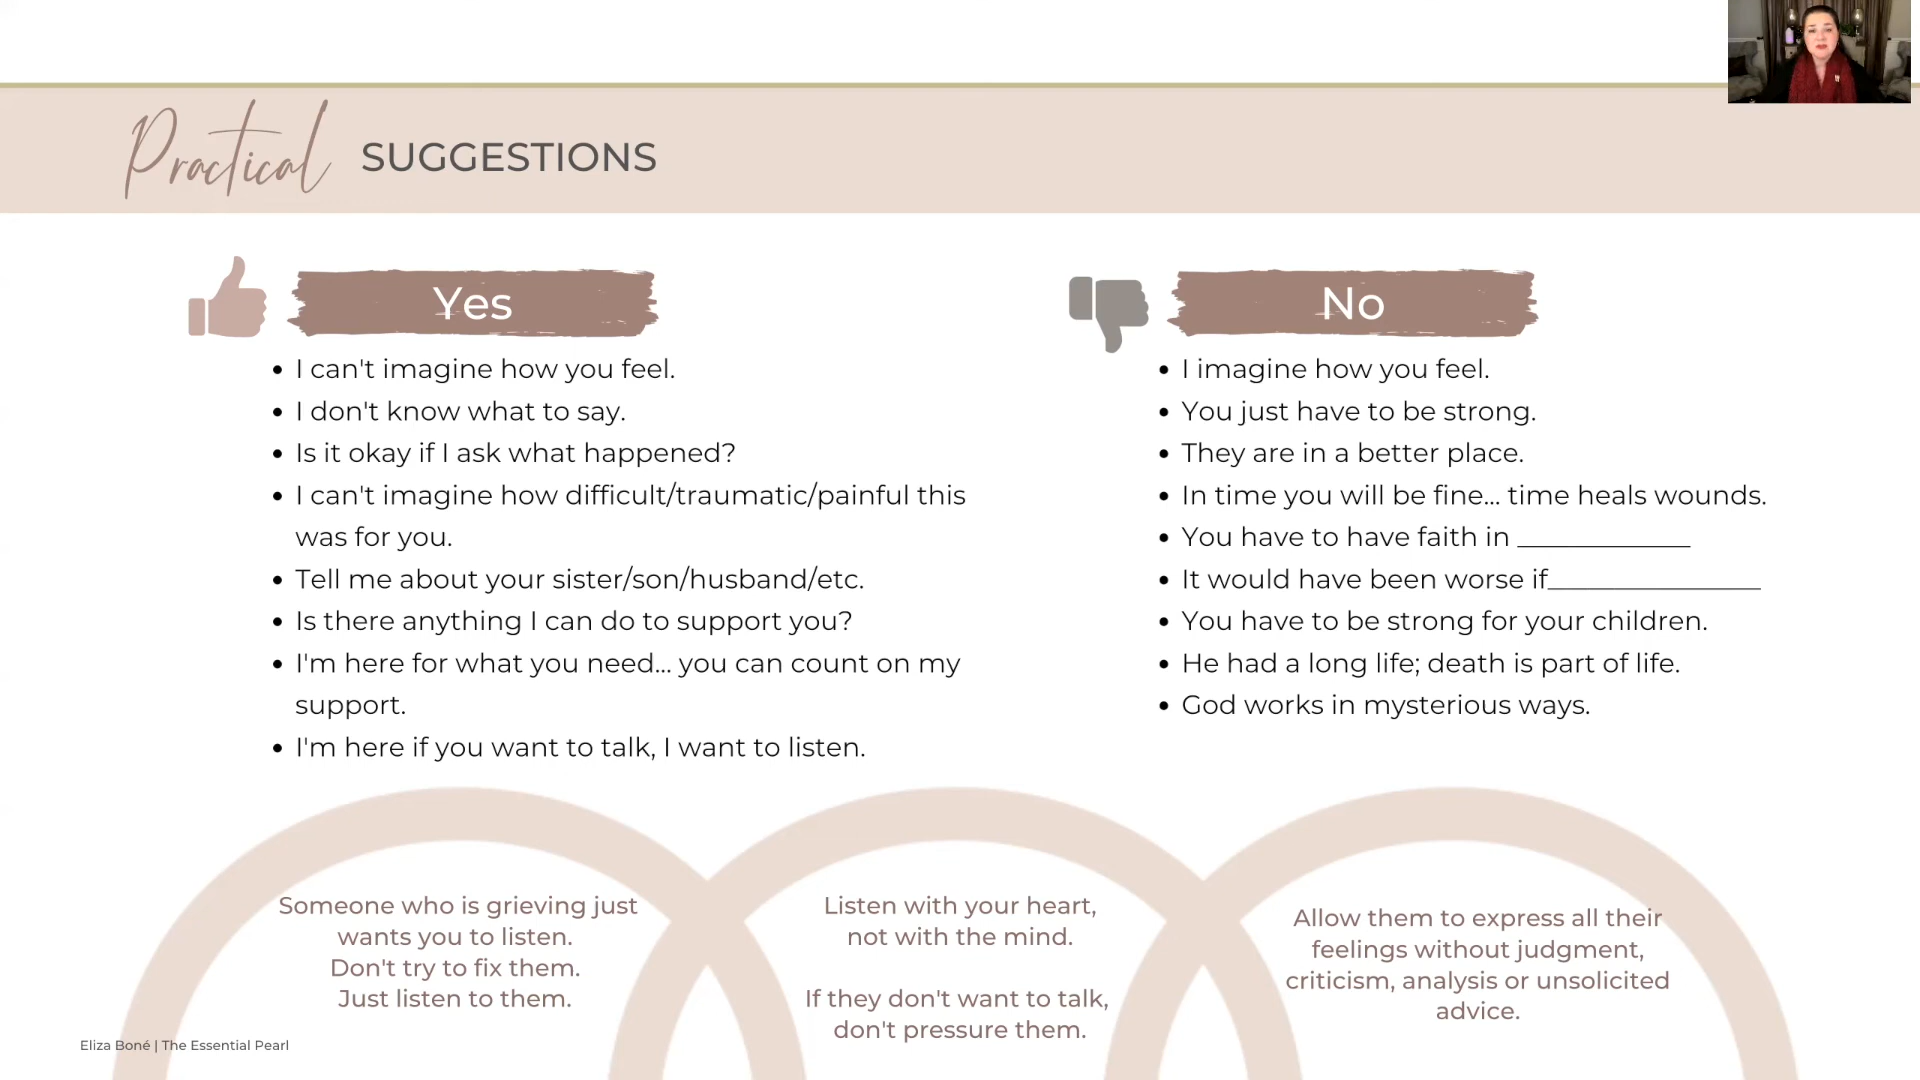 Practical SUGGESTIONS
Yes
I can't imagine how you feel.
I don't know what to say.
Is it okay if I ask what happened?
I can't imagine how difficult/traumatic/painful this
was for you.
Tell me about your sister/son/husband/etc.
Is there anything I can do to support you?
I'm here for what you need... you can count on my
support.
I'm here if you want to talk, I want to listen.
No
I imagine how you feel.
You just have to be strong.
They are in a better place.
In time you will be fine... time heals wounds.
You have to have faith in _____________
It would have been worse if________________
You have to be strong for your children.
He had a long life; death is part of life.
God works in mysterious ways.
Someone who is grieving just
wants you to listen.
Don't try to fix them.
Just listen to them.
Listen with your heart,
not with the mind.
If they don't want to talk,
don't pressure them.
Allow them to express all their
feelings without judgment,
criticism, analysis or unsolicited
advice.
Eliza Boné | The Essential Pearl